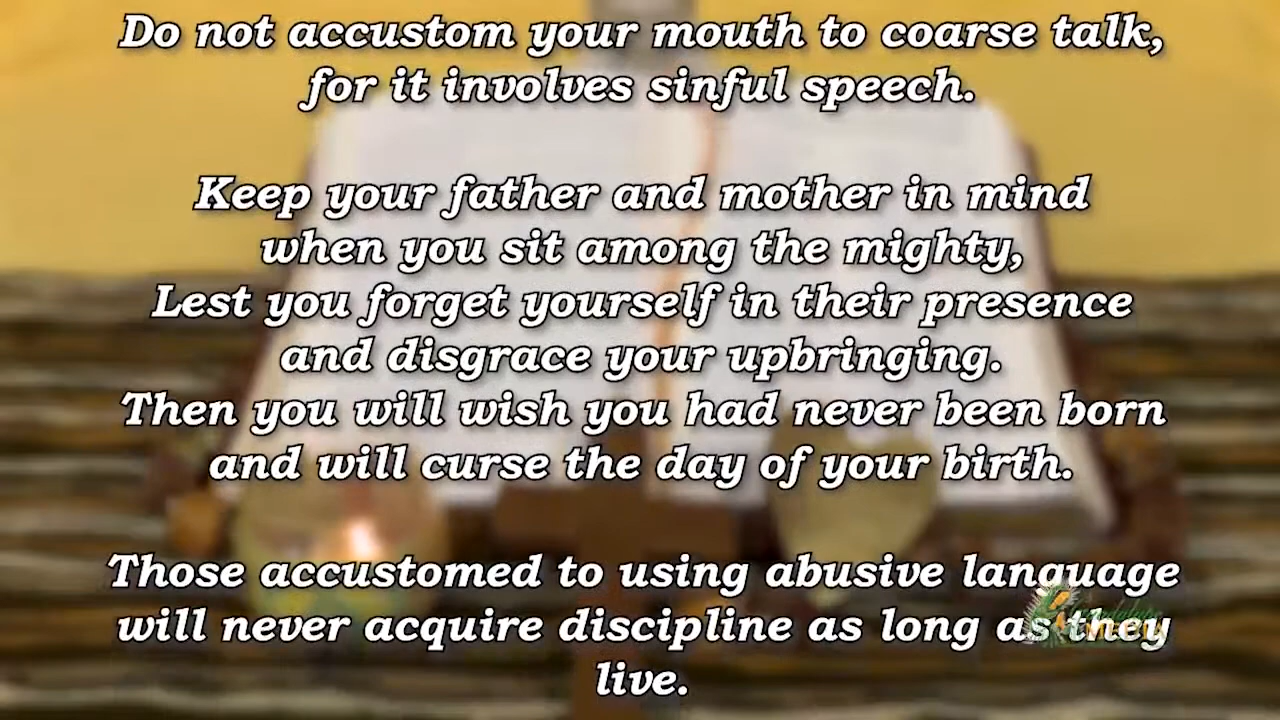 Do not accustom your mouth to coarse talk,
for it involves sinful speech.
Keep your father and mother in mind
when you sit among the mighty,
Lest you forget yourself in their presence
and disgrace your upbringing.
Then you will wish you had never been born
and will curse the day of your birth.
Those accustomed to using abusive language
will never acquire discipline as long as they
live.